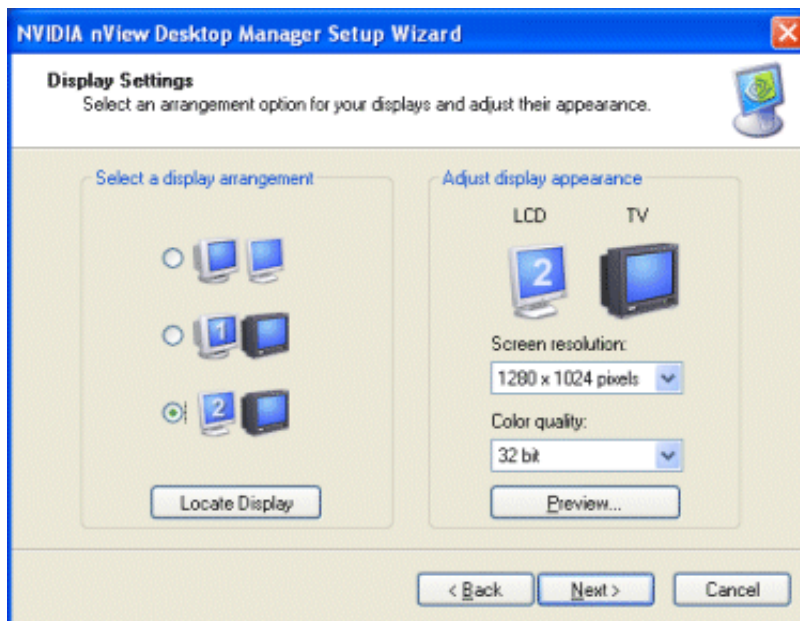 NVIDIA nView Desktop Manager Setup Wizard
Display Settings
Select an arrangement option for your displays and adjust their appearance.
Select a display arrangement
1
2
Locate Display
Adjust display appearance
LCD TV
2
Screen resolution:
1280 x 1024 pixels
Color quality:
32 bit
Preview...
< Back Next > Cancel